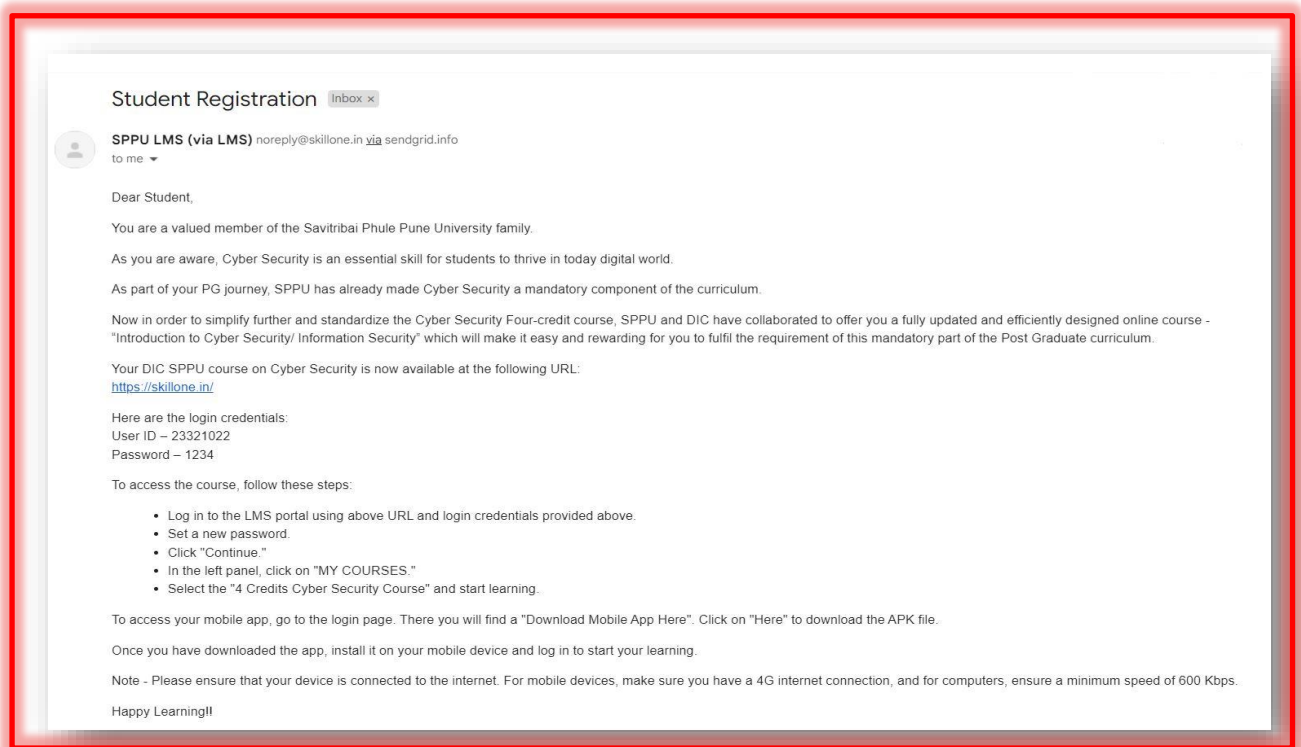 Student Registration Inbox ×
SPPU LMS (via LMS) noreply@skillone.in via sendgrid.info
to me
Dear Student,
You are a valued member of the Savitribai Phule Pune University family.
As you are aware, Cyber Security is an essential skill for students to thrive in today digital world.
As part of your PG journey, SPPU has already made Cyber Security a mandatory component of the curriculum.
Now in order to simplify further and standardize the Cyber Security Four-credit course, SPPU and DIC have collaborated to offer you a fully updated and efficiently designed online course -
“Introduction to Cyber Security/ Information Security” which will make it easy and rewarding for you to fulfil the requirement of this mandatory part of the Post Graduate curriculum.
Your DIC SPPU course on Cyber Security is now available at the following URL:
https://skillone.in/
Here are the login credentials:
User ID – 23321022
Password – 1234
To access the course, follow these steps:
• Log in to the LMS portal using above URL and login credentials provided above.
• Set a new password.
• Click "Continue."
• In the left panel, click on "MY COURSES."
• Select the "4 Credits Cyber Security Course" and start learning.
To access your mobile app, go to the login page. There you will find a "Download Mobile App Here". Click on "Here" to download the APK file.
Once you have downloaded the app, install it on your mobile device and log in to start your learning.
Note - Please ensure that your device is connected to the internet. For mobile devices, make sure you have a 4G internet connection, and for computers, ensure a minimum speed of 600 Kbps.
Happy Learning!!